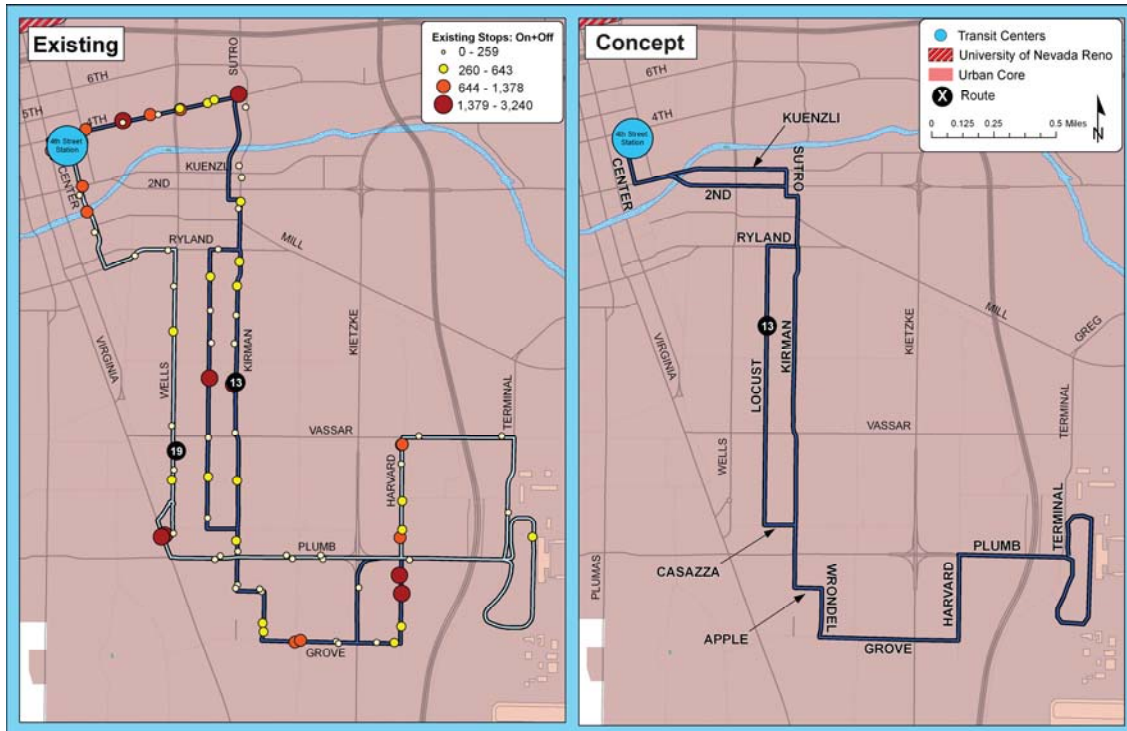 Existing
Existing Stops: On+Off
0 - 259
260 - 643
644 - 1,378
1,379 - 3,240
SUTRO
6TH
5TH
4TH
4th Street
Station
CENTER
KUENZLI
2ND
RYLAND
MILL
VIRGINIA
WELLS
KIRMAN
KIETZKE
13
19
VASSAR
HARVARD
TERMINAL
PLUMB
GROVE
Concept
Transit Centers
University of Nevada Reno
Urban Core
X
Route
0
0.25
0.5 Miles
N
6TH
5TH
4TH
4th Street
Station
KUENZLI
CENTER
SUTRO
2ND
RYLAND
MILL
GREG
VIRGINIA
13
LOCUST
KIRMAN
KIETZKE
VASSAR
WELLS
TERMINAL
TERMINAL
PLUMB
CASAZZA
PLUMAS
WRONDEL
HARVARD
APPLE
GROVE